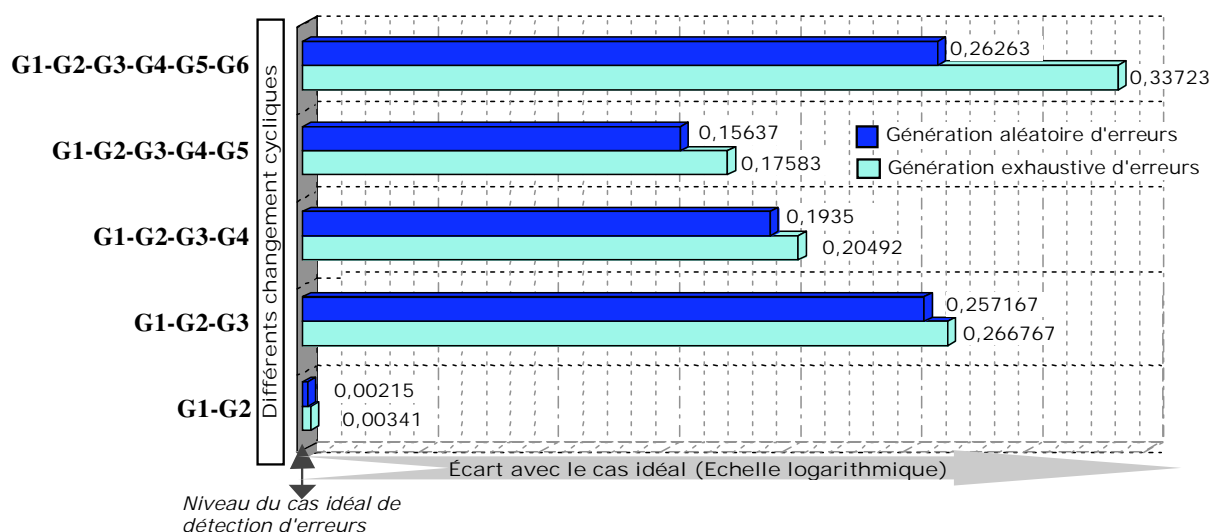 G1-G2-G3-G4-G5-G6
G1-G2-G3-G4-G5
G1-G2-G3-G4
G1-G2-G3
G1-G2
Différents changement cycliques
0,26263
0,33723
0,15637
0,17583
0,1935
0,20492
0,257167
0,266767
0,00215
0,00341
Génération aléatoire d'erreurs
Génération exhaustive d'erreurs
Écart avec le cas idéal (Echelle logarithmique)
Niveau du cas idéal de
détection d'erreurs